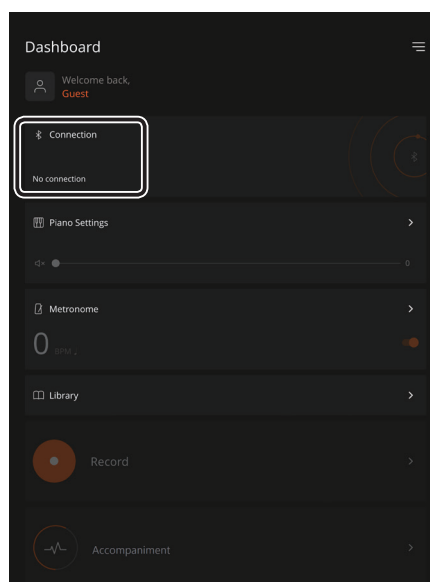 Dashboard
Welcome back,
Guest
Connection
No connection
Piano Settings
0
Metronome
0 BPM .
Library
Record
Accompaniment